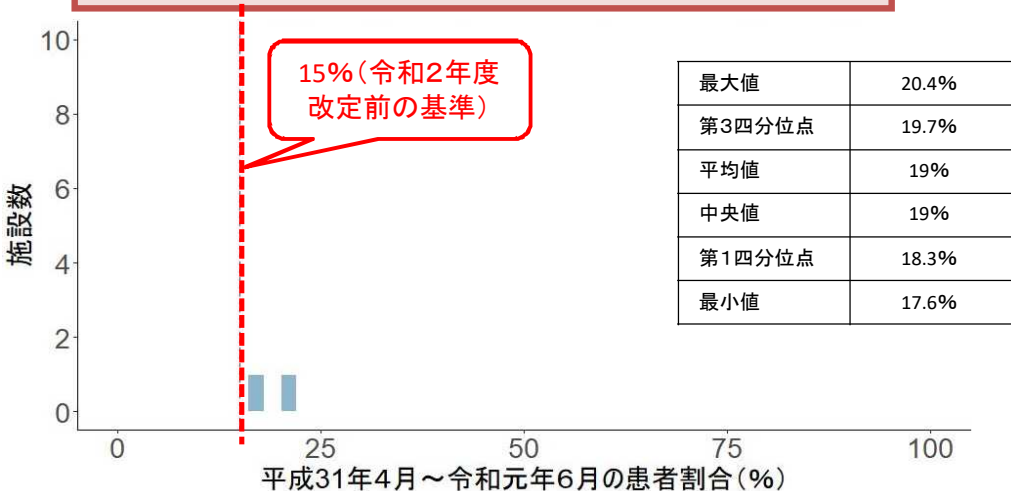 15%(令和2年度
改定前の基準)
最大値 20.4%
第3四分位点 19.7%
平均値 19%
中央値 19%
第1四分位点 18.3%
最小値 17.6%
施設数
10
8
6
4
2
0
0 25 50 75 100
平成31年4月～令和元年6月の患者割合(%)